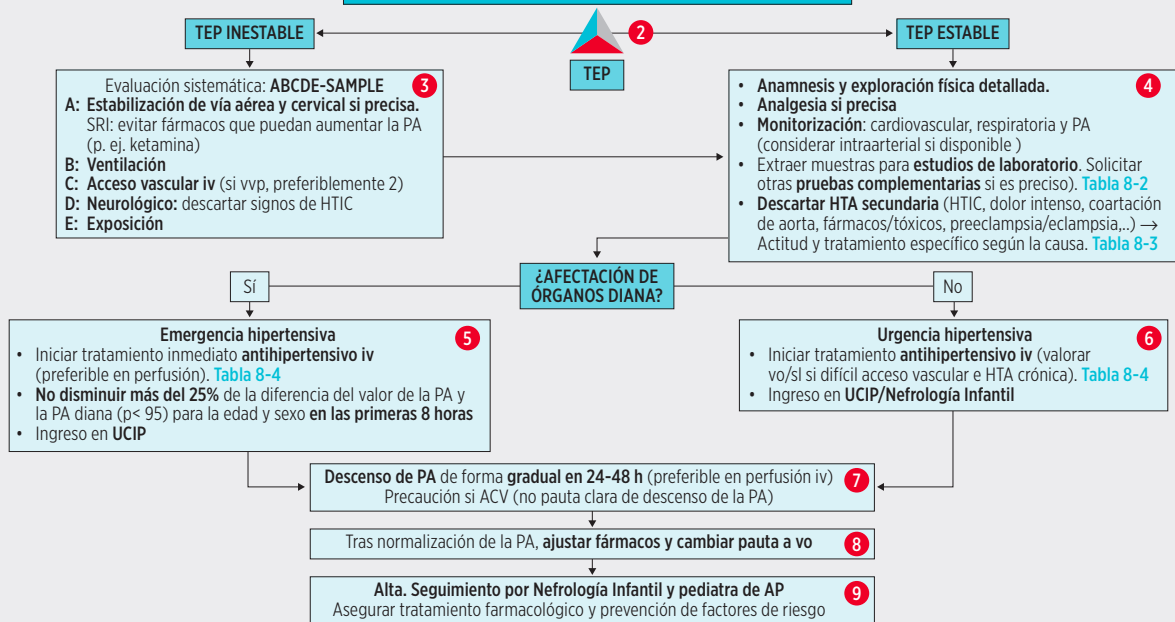 TEP INESTABLE
2
TEP ESTABLE
TEP
Evaluación sistemática: ABCDE-SAMPLE
3
A: Estabilización de vía aérea y cervical si precisa.
SRI: evitar fármacos que puedan aumentar la PA
(p. ej. ketamina)
B: Ventilación
C: Acceso vascular iv (si vvp, preferiblemente 2)
D: Neurológico: descartar signos de HTIC
E: Exposición
4
• Anamnesis y exploración física detallada.
• Analgesia si precisa
• Monitorización: cardiovascular, respiratoria y PA
(considerar intraarterial si disponible )
• Extraer muestras para estudios de laboratorio. Solicitar
otras pruebas complementarias si es preciso). Tabla 8-2
• Descartar HTA secundaria (HTIC, dolor intenso, coartación
de aorta, fármacos/tóxicos, preeclampsia/eclampsia,..) →
Actitud y tratamiento específico según la causa. Tabla 8-3
¿AFECTACIÓN DE
ÓRGANOS DIANA?
Sí
No
Emergencia hipertensiva
5
• Iniciar tratamiento inmediato antihipertensivo iv
(preferible en perfusión). Tabla 8-4
• No disminuir más del 25% de la diferencia del valor de la PA y
la PA diana (p< 95) para la edad y sexo en las primeras 8 horas
• Ingreso en UCIP
Urgencia hipertensiva
6
• Iniciar tratamiento antihipertensivo iv (valorar
vo/sl si difícil acceso vascular e HTA crónica). Tabla 8-4
• Ingreso en UCIP/Nefrología Infantil
Descenso de PA de forma gradual en 24-48 h (preferible en perfusión iv)
7
Precaución si ACV (no pauta clara de descenso de la PA)
Tras normalización de la PA, ajustar fármacos y cambiar pauta a vo
8
Alta. Seguimiento por Nefrología Infantil y pediatra de AP
9
Asegurar tratamiento farmacológico y prevención de factores de riesgo